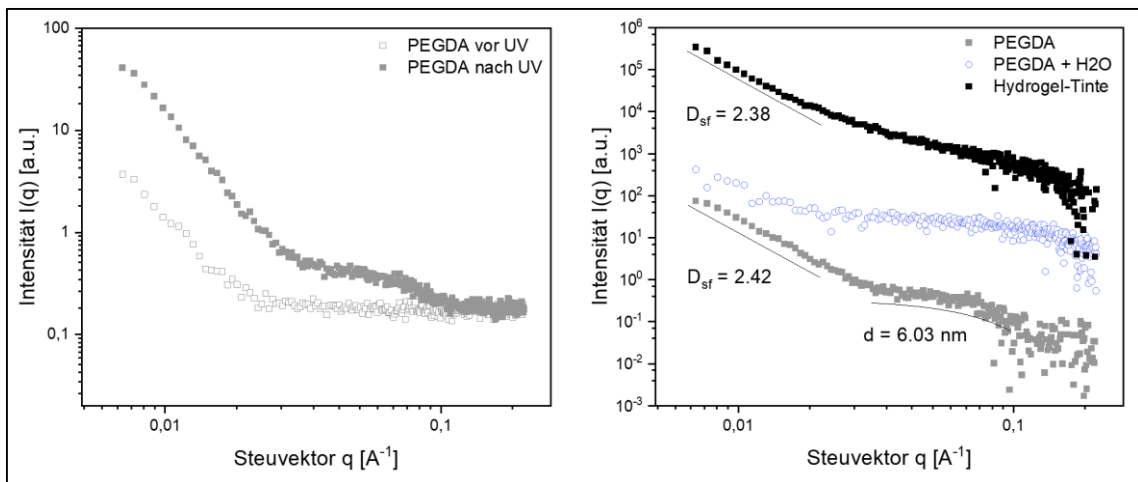 Intensität I(q) [a.u.]
100
10
1
0,1
PEGDA vor UV
PEGDA nach UV
0,01
0,1
Steuvektor q [A⁻¹]
Intensität I(q) [a.u.]
10⁶
10⁵
10⁴
10³
10²
10¹
10⁰
10⁻¹
10⁻²
10⁻³
PEGDA
PEGDA + H2O
Hydrogel-Tinte
D_sf = 2.38
D_sf = 2.42
d = 6.03 nm
0,01
0,1
Steuvektor q [A⁻¹]